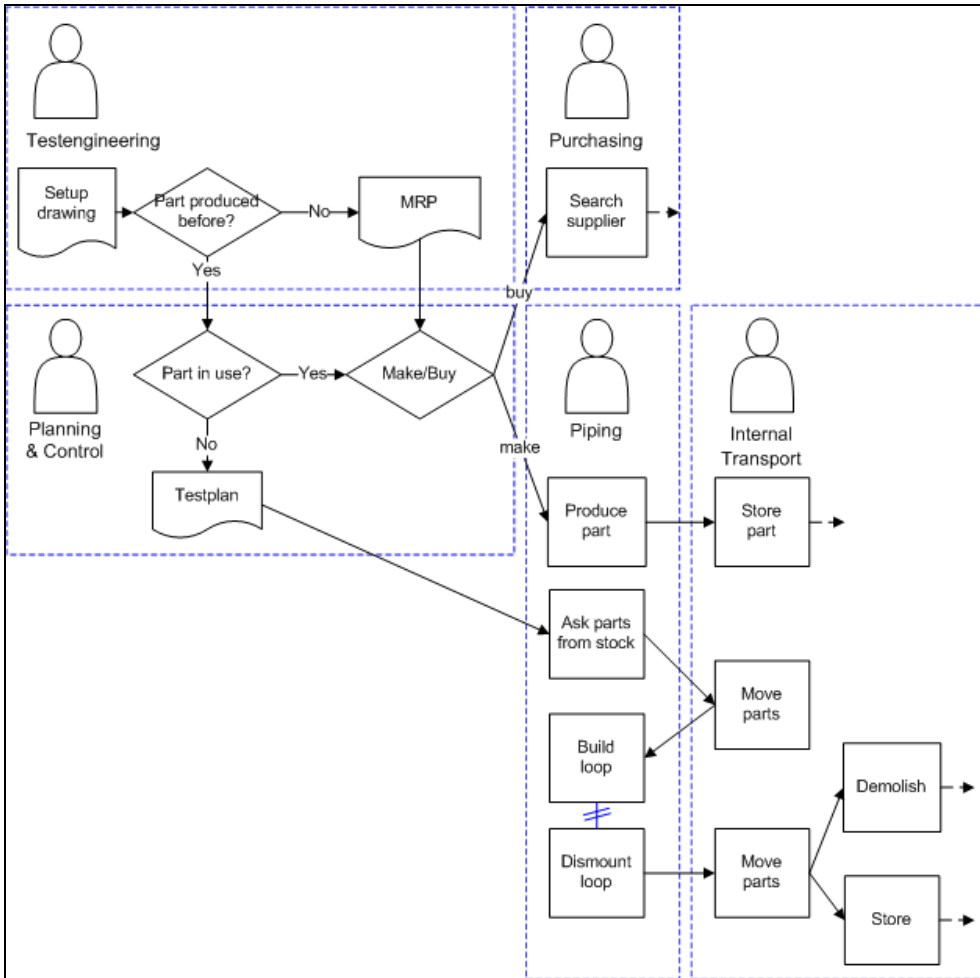 Testengineering
Purchasing
Setup
drawing
Part produced
before?
No
MRP
Search
supplier
Yes
buy
Planning
& Control
Part in use?
Yes
Make/Buy
Piping
Internal
Transport
No
make
Testplan
Produce
part
Store
part
Ask parts
from stock
Move
parts
Build
loop
Demolish
Dismount
loop
Move
parts
Store